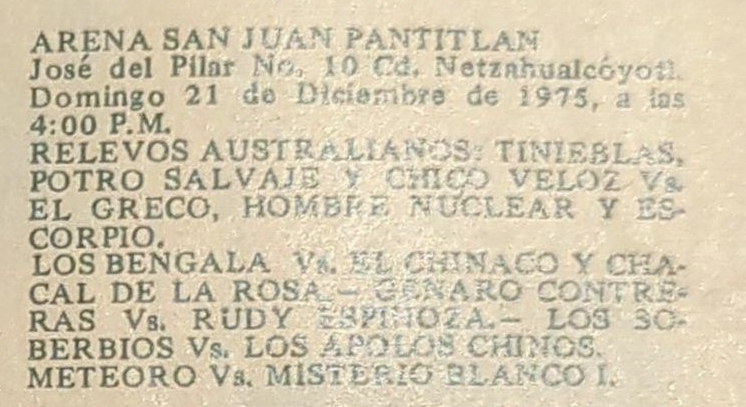 ARENA SAN JUAN PANTITLAN
José del Pilar No. 10 Cd. Netzahualcóyotl.
Domingo 21 de Diciembre de 1975, a las
4:00 P.M.
RELEVOS AUSTRALIANOS: TINIEBLAS,
POTRO SALVAJE Y CHICO VELOZ Vs.
EL GRECO, HOMBRE NUCLEAR Y ES-
CORPIO.
LOS BENGALA Vs. EL CHINACO Y CHA-
CAL DE LA ROSA.— GENARO CONTRE-
RAS Vs. RUDY ESPINOZA.— LOS SO-
BERBIOS Vs. LOS APOLOS CHINOS.
METEORO Vs. MISTERIO BLANCO I.